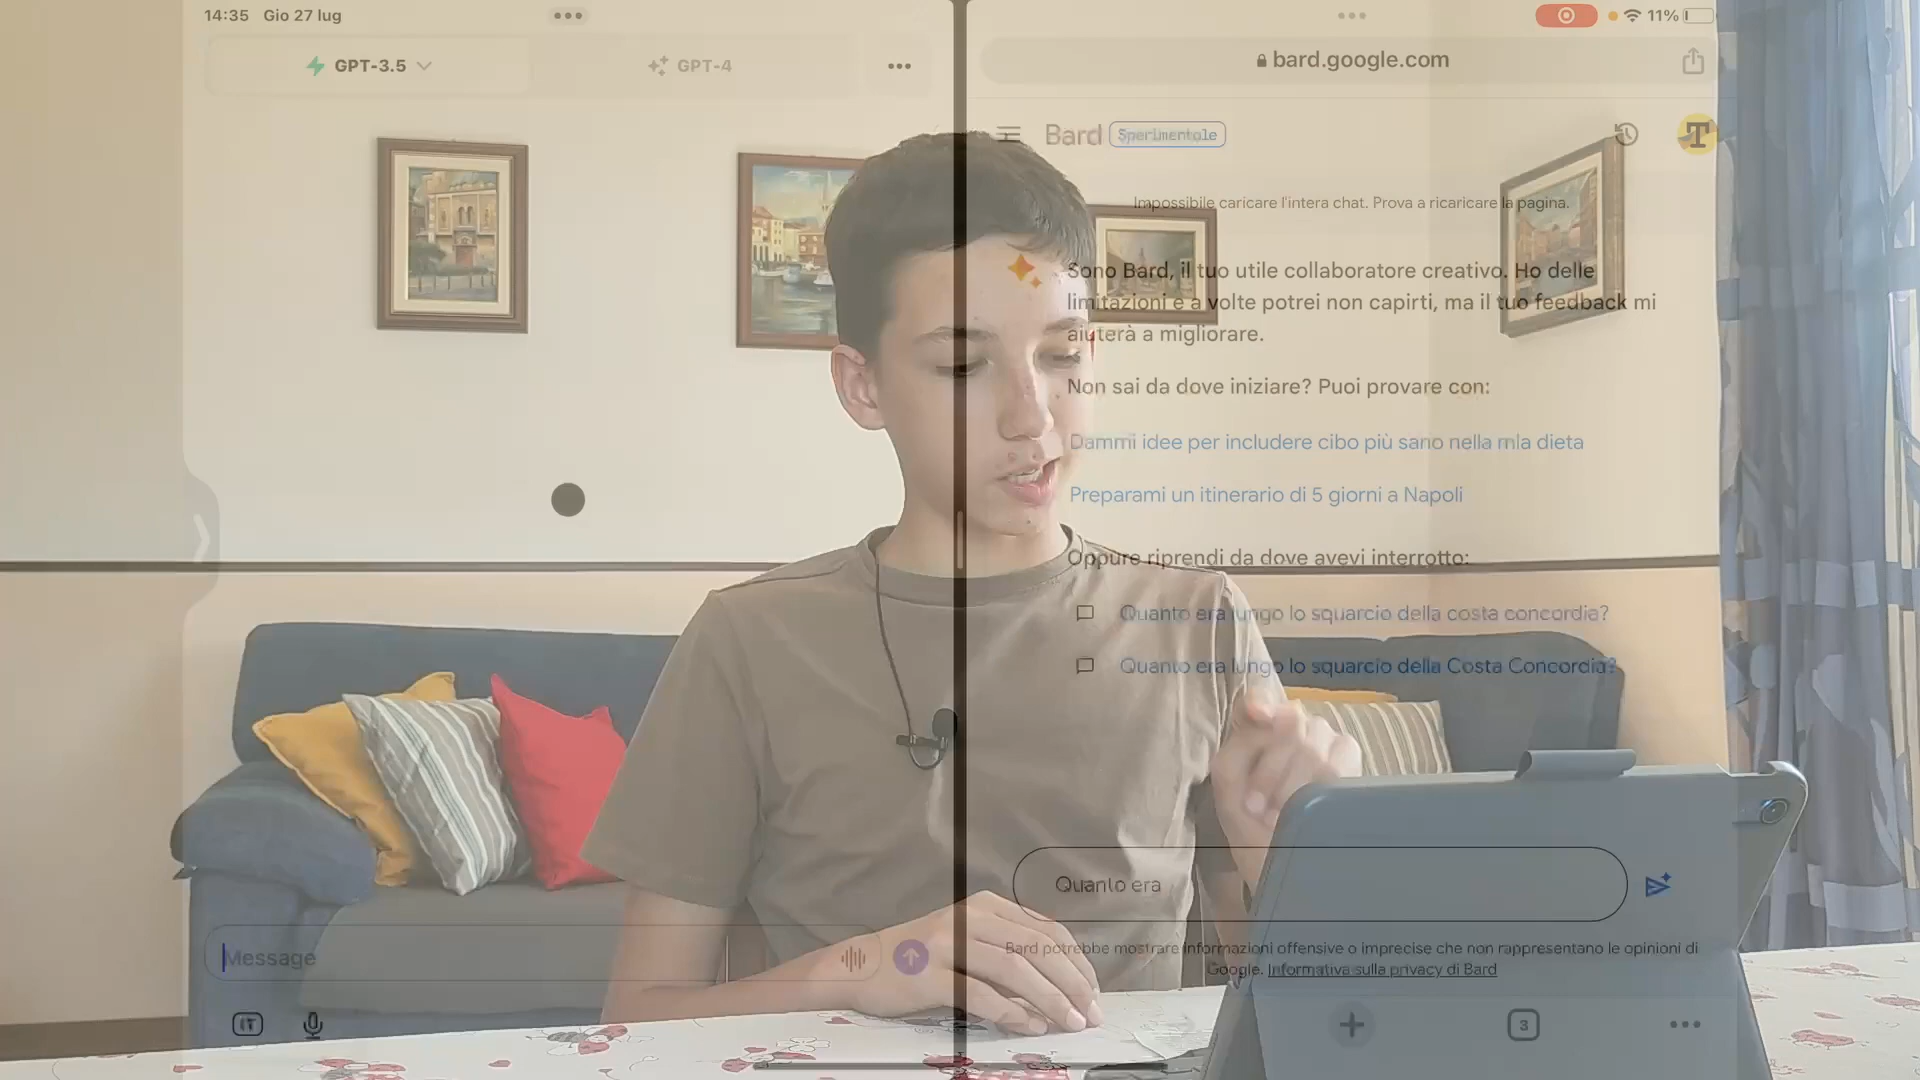 14:35 Gio 27 lug
11%
GPT-3.5
GPT-4
bard.google.com
Bard Sperimentale
T
Impossibile caricare l'intera chat. Prova a ricaricare la pagina.
Sono Bard, il tuo utile collaboratore creativo. Ho delle
limitazioni e a volte potrei non capirti, ma il tuo feedback mi
aiuterà a migliorare.
Non sai da dove iniziare? Puoi provare con:
Dammi idee per includere cibo più sano nella mia dieta
Preparami un itinerario di 5 giorni a Napoli
Oppure riprendi da dove avevi interrotto:
Quanto era lungo lo squarcio della costa concordia?
Quanto era lungo lo squarcio della Costa Concordia?
Quanto era
Message
Bard potrebbe mostrare informazioni offensive o imprecise che non rappresentano le opinioni di
Google. Informativa sulla privacy di Bard
IT
3